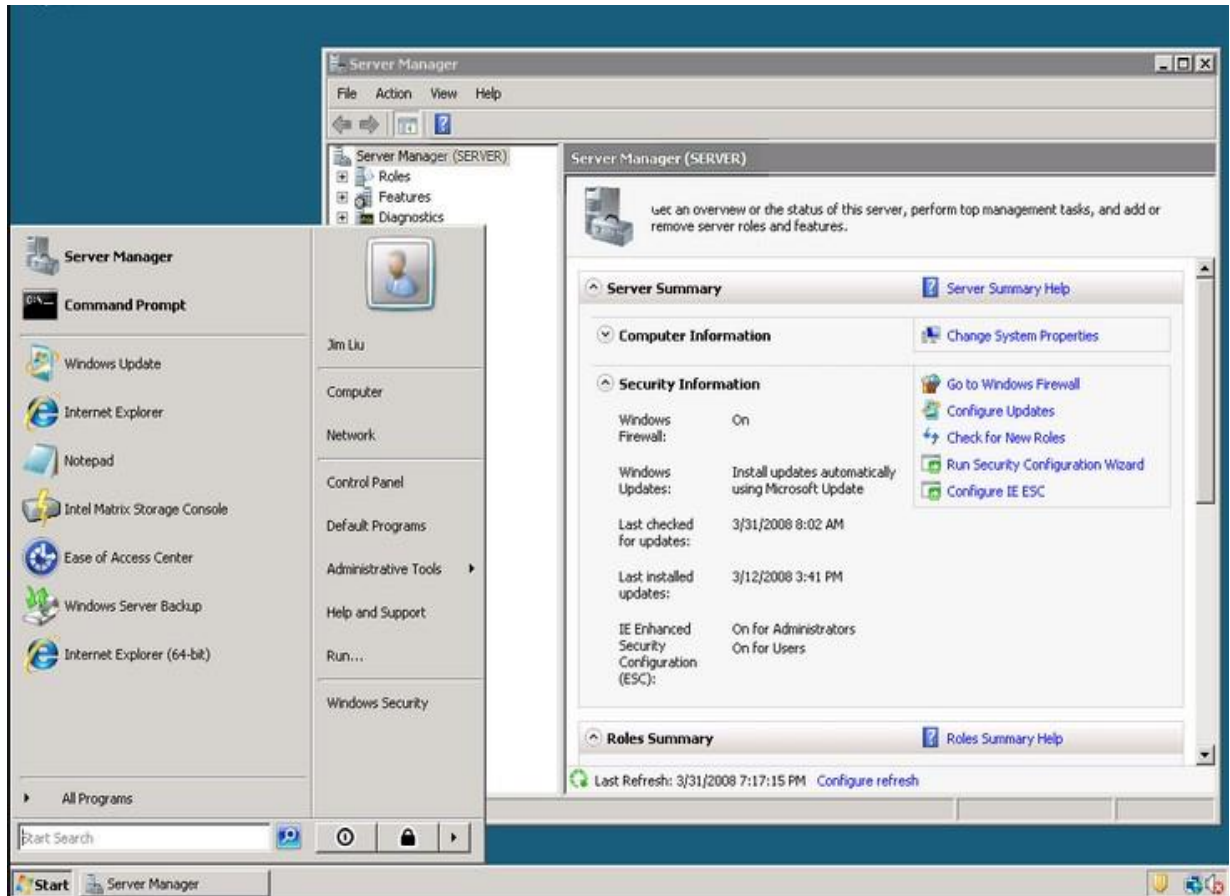 Server Manager
File Action View Help
Server Manager (SERVER)
Roles
Features
Diagnostics
Server Manager (SERVER)
Get an overview of the status of this server, perform top management tasks, and add or
remove server roles and features.
Server Summary
Server Summary Help
Computer Information
Change System Properties
Security Information
Go to Windows Firewall
Configure Updates
Check for New Roles
Run Security Configuration Wizard
Configure IE ESC
Windows
Firewall:
On
Windows
Updates:
Install updates automatically
using Microsoft Update
Last checked
for updates:
3/31/2008 8:02 AM
Last installed
updates:
3/12/2008 3:41 PM
IE Enhanced
Security
Configuration
(ESC):
On for Administrators
On for Users
Roles Summary
Roles Summary Help
Last Refresh: 3/31/2008 7:17:15 PM Configure refresh
Server Manager
Command Prompt
Windows Update
Internet Explorer
Notepad
Intel Matrix Storage Console
Ease of Access Center
Windows Server Backup
Internet Explorer (64-bit)
All Programs
Start Search
Jim Liu
Computer
Network
Control Panel
Default Programs
Administrative Tools
Help and Support
Run...
Windows Security
Start
Server Manager